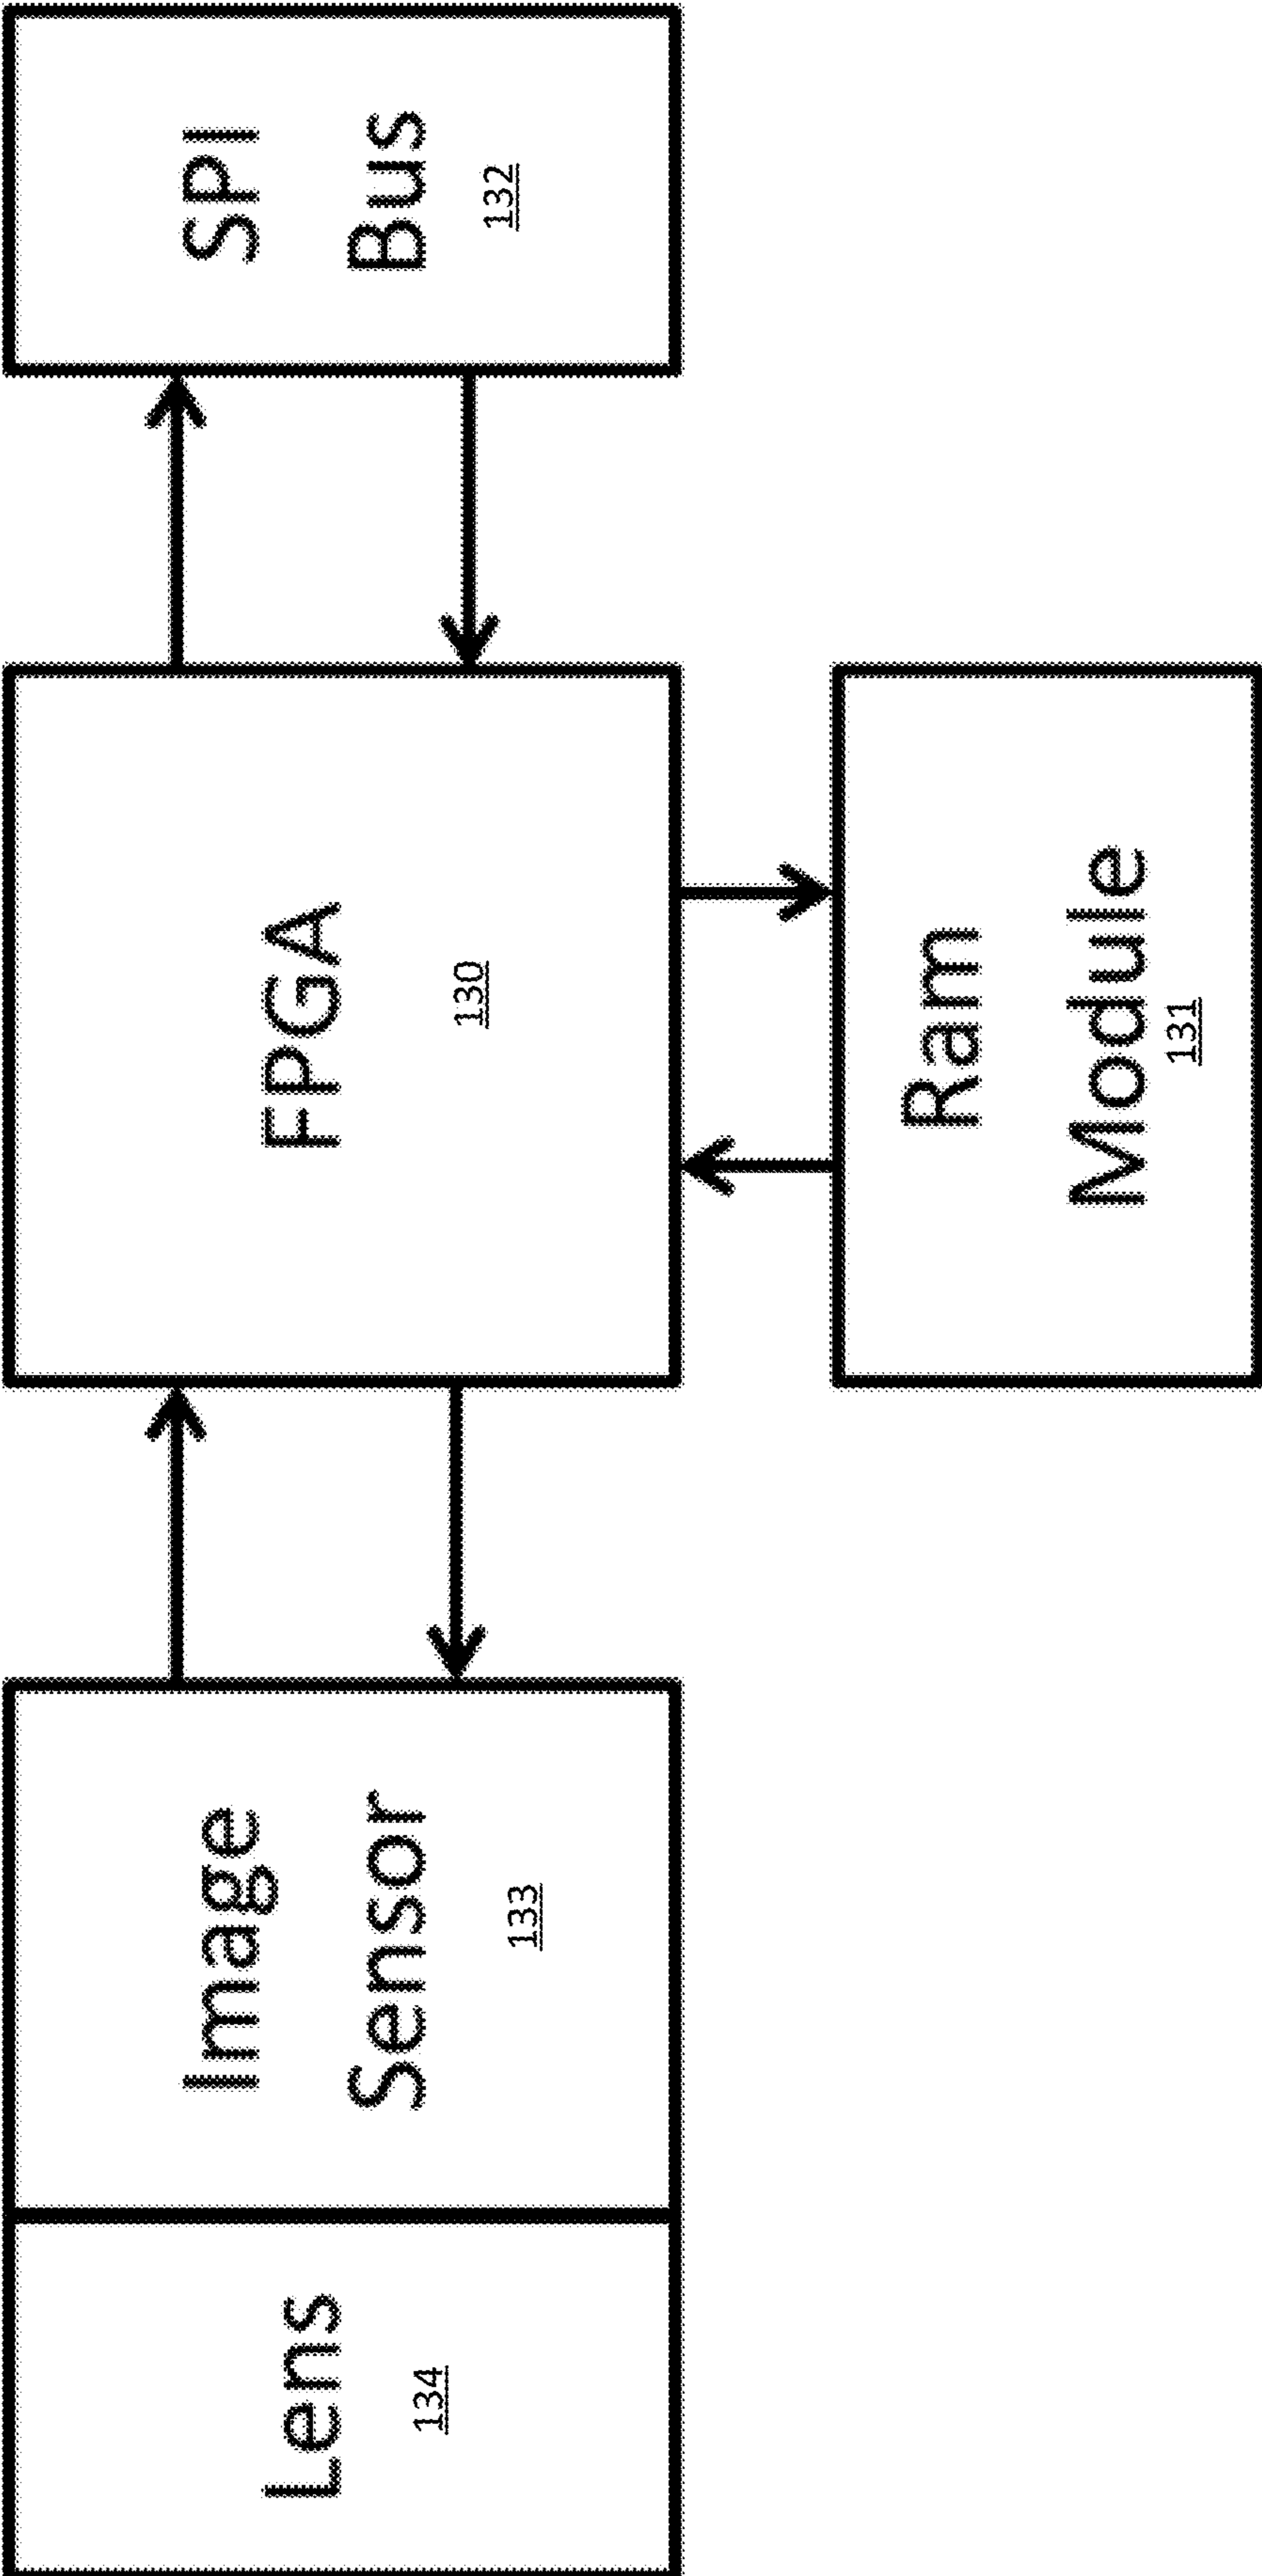 Lens
134
Image
Sensor
133
FPGA
130
SPI
Bus
132
Ram
Module
131